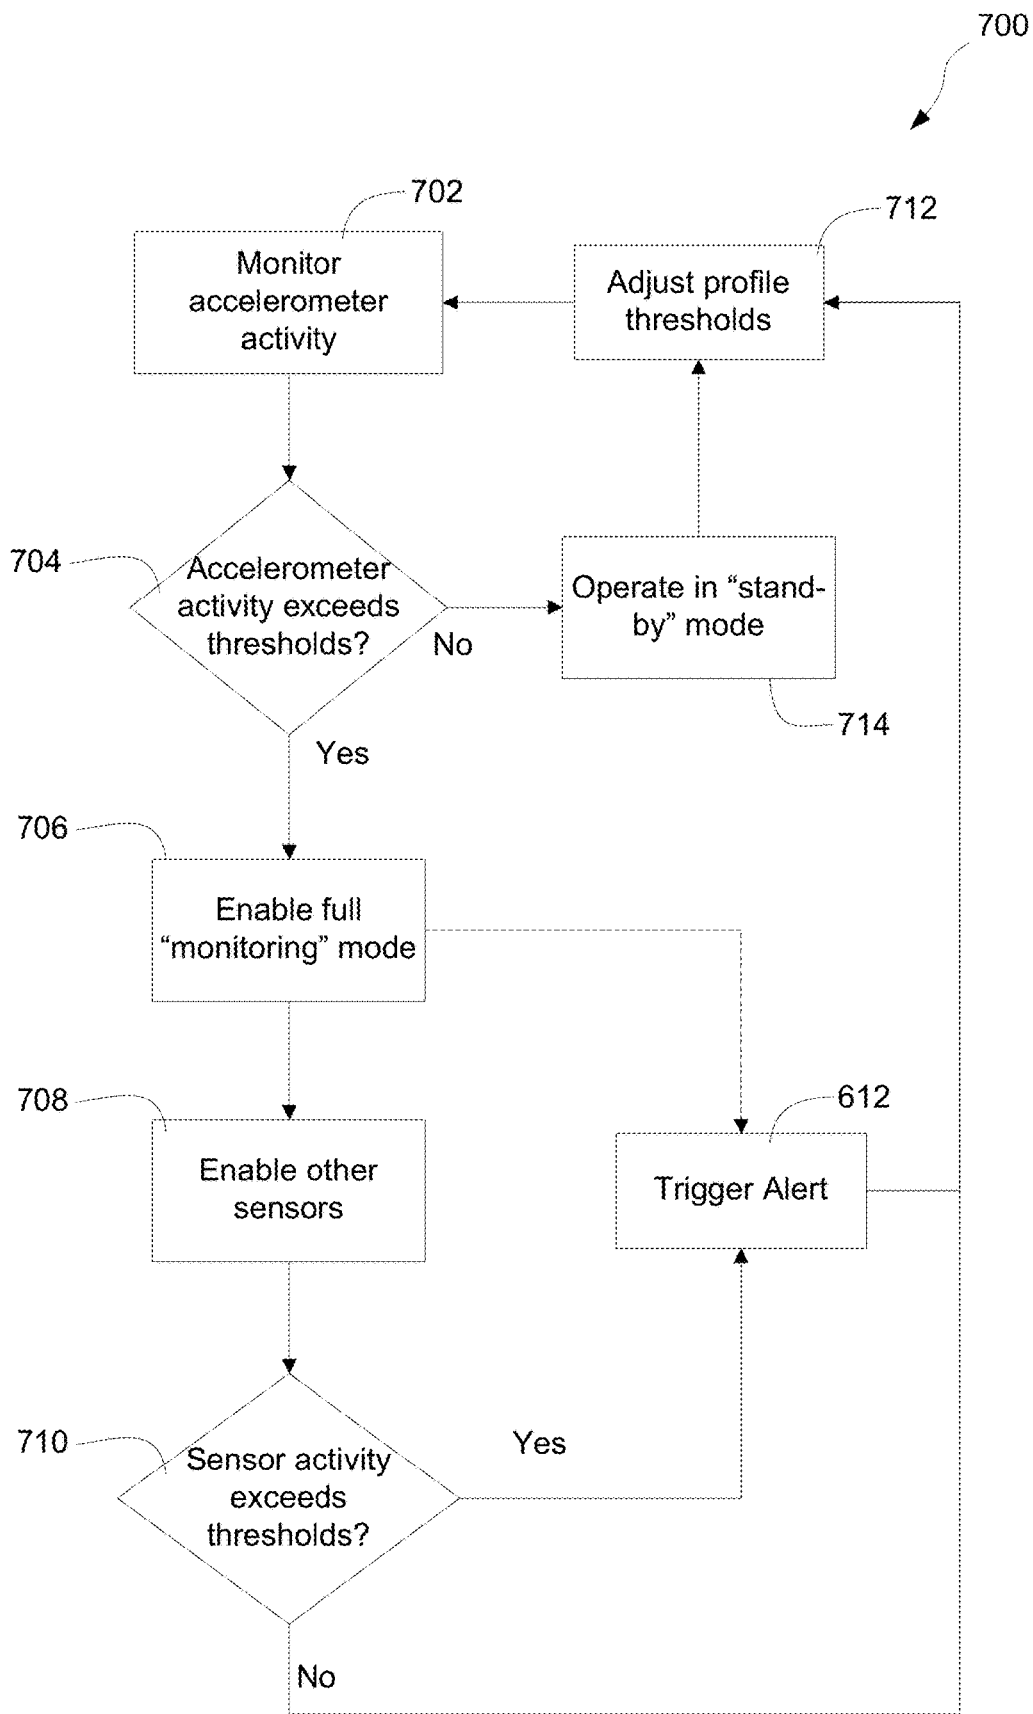 700
702
712
Monitor
accelerometer
activity
Adjust profile
thresholds
704
Accelerometer
activity exceeds
thresholds?
No
Operate in “stand-
by” mode
714
Yes
706
Enable full
“monitoring” mode
708
612
Enable other
sensors
Trigger Alert
710
Sensor activity
exceeds
thresholds?
Yes
No